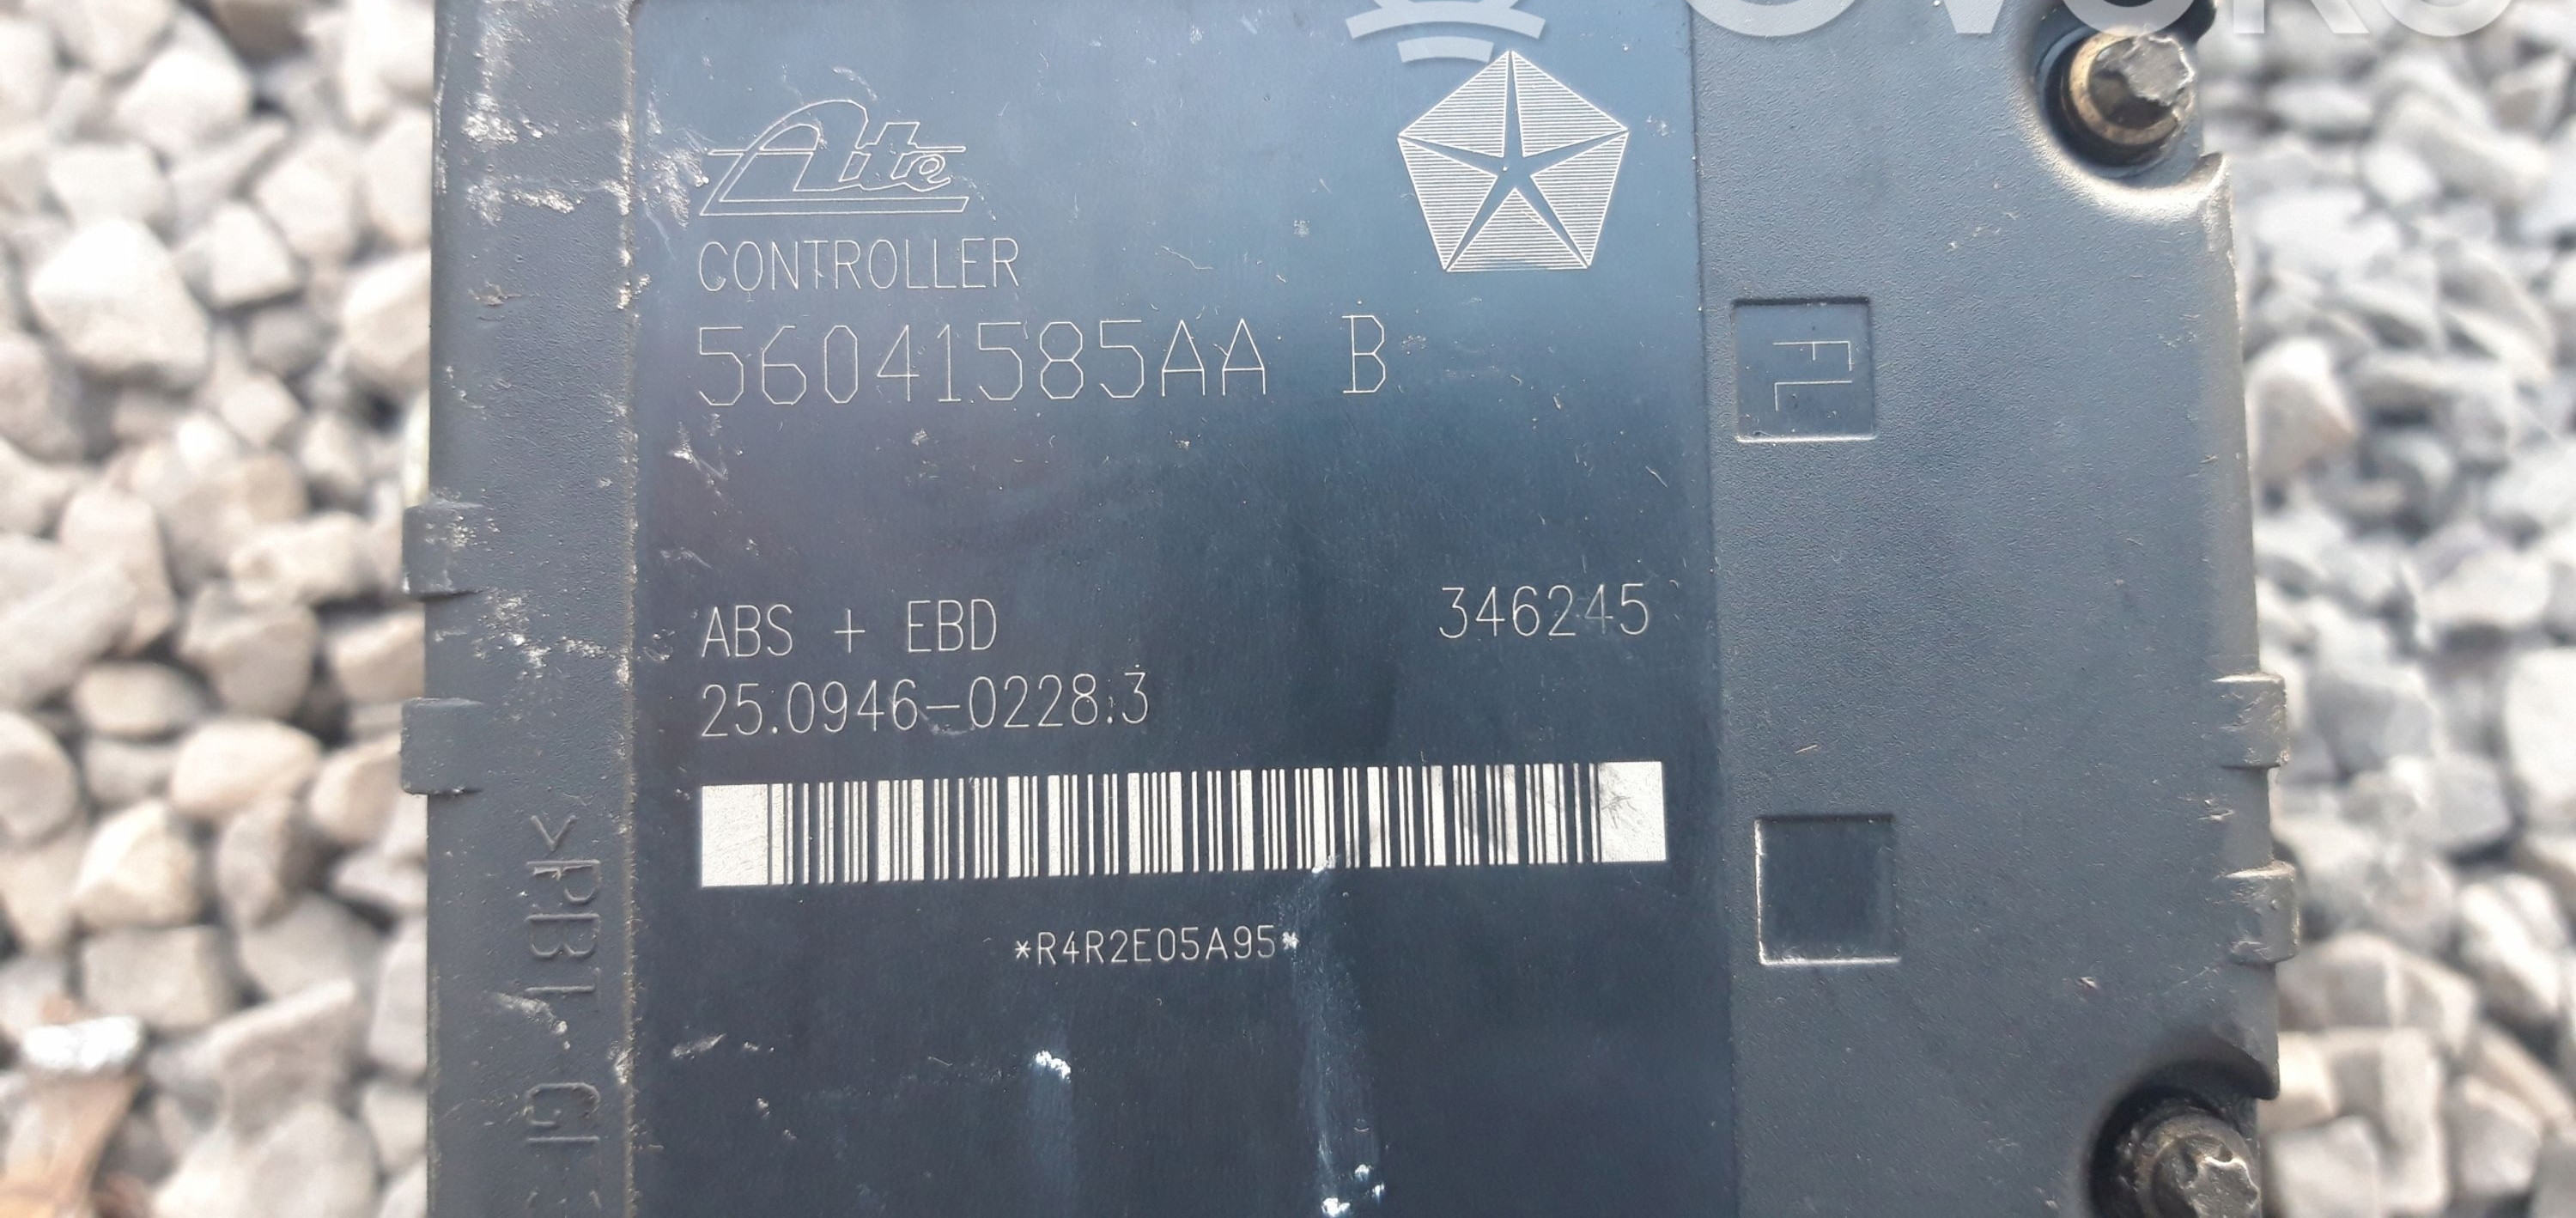 Ate
CONTROLLER
56041585AA B
FL
ABS + EBD
346245
25.0946-0228.3
*R4R2E05A95*